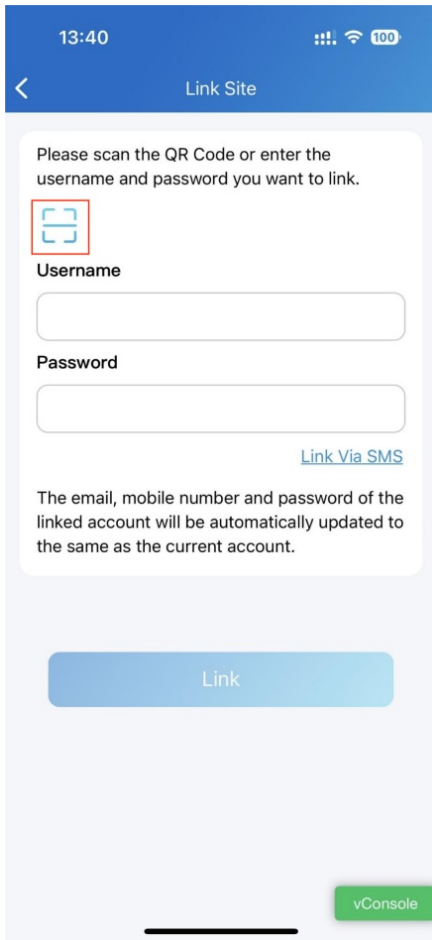 13:40
100
Link Site
Please scan the QR Code or enter the
username and password you want to link.
Username
Password
Link Via SMS
The email, mobile number and password of the
linked account will be automatically updated to
the same as the current account.
Link
vConsole